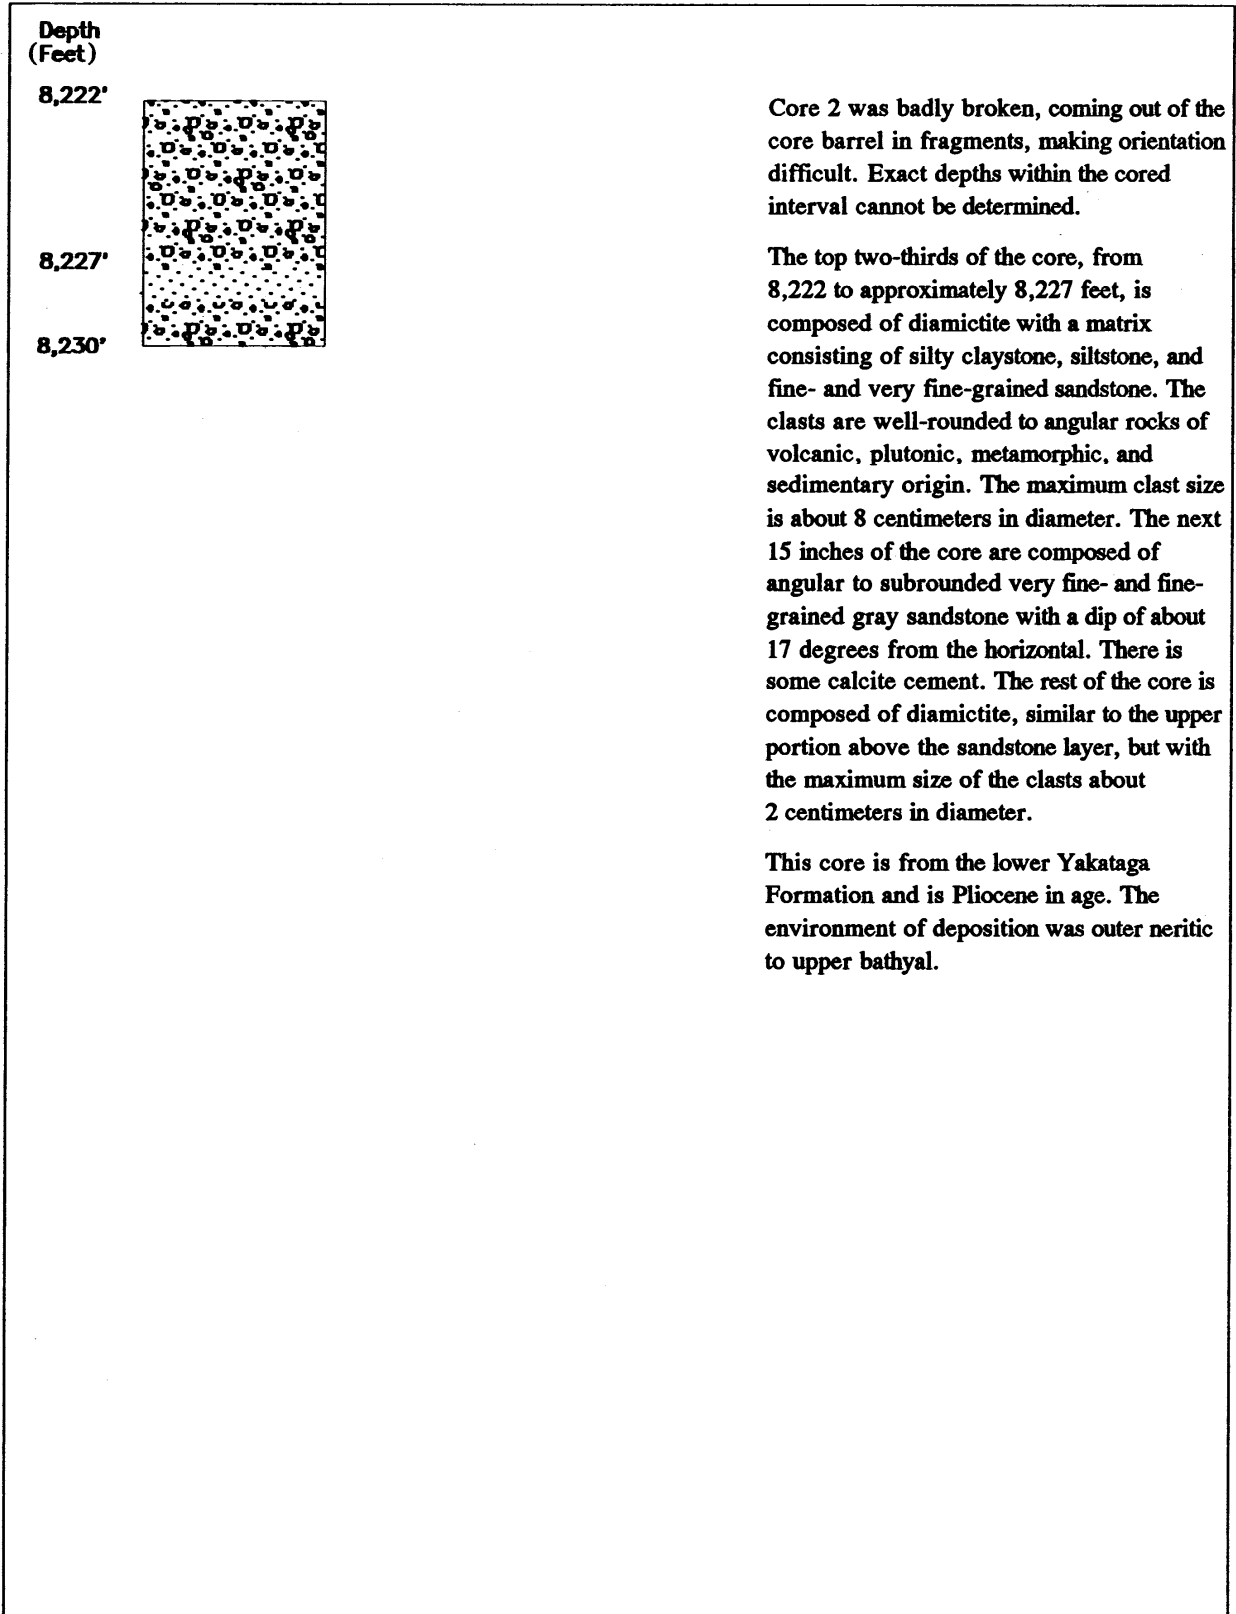 Depth
(Feet)
8,222'
8,227'
8,230'
Core 2 was badly broken, coming out of the
core barrel in fragments, making orientation
difficult. Exact depths within the cored
interval cannot be determined.
The top two-thirds of the core, from
8,222 to approximately 8,227 feet, is
composed of diamictite with a matrix
consisting of silty claystone, siltstone, and
fine- and very fine-grained sandstone. The
clasts are well-rounded to angular rocks of
volcanic, plutonic, metamorphic, and
sedimentary origin. The maximum clast size
is about 8 centimeters in diameter. The next
15 inches of the core are composed of
angular to subrounded very fine- and fine-
grained gray sandstone with a dip of about
17 degrees from the horizontal. There is
some calcite cement. The rest of the core is
composed of diamictite, similar to the upper
portion above the sandstone layer, but with
the maximum size of the clasts about
2 centimeters in diameter.
This core is from the lower Yakataga
Formation and is Pliocene in age. The
environment of deposition was outer neritic
to upper bathyal.